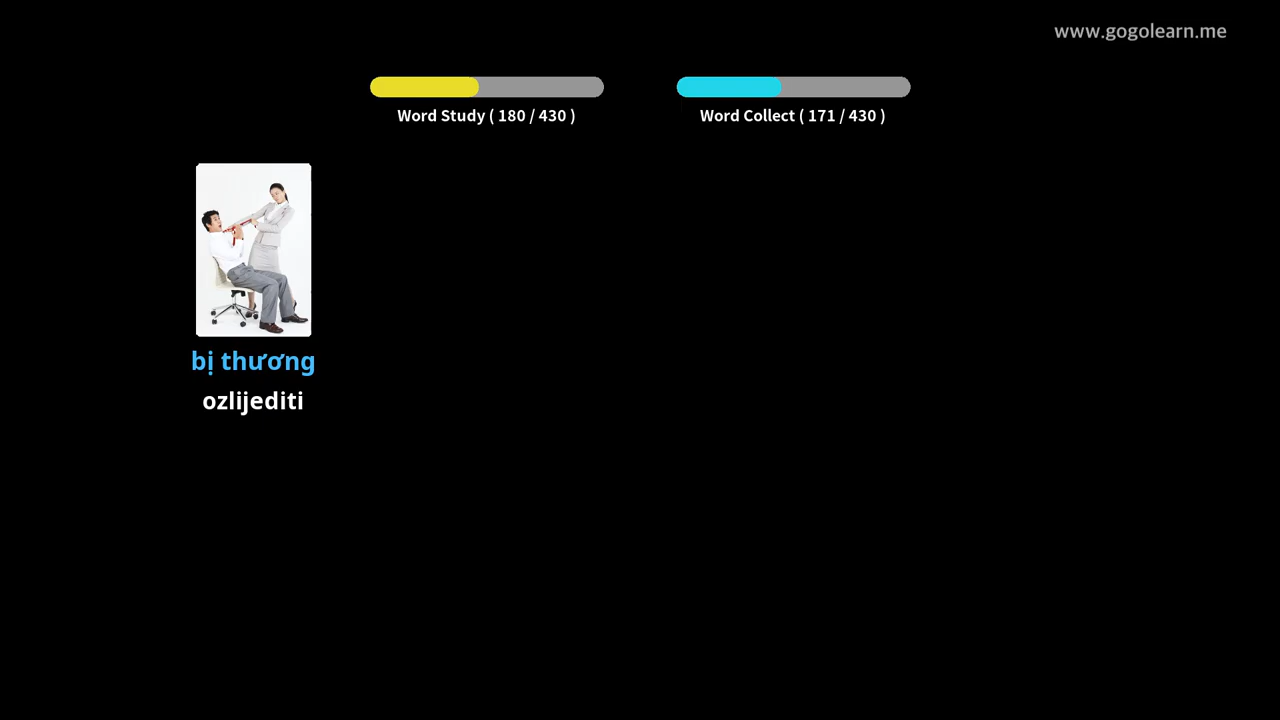 www.gogolearn.me
Word Study ( 180 / 430 )
Word Collect ( 171 / 430 )
bị thương
ozlijediti